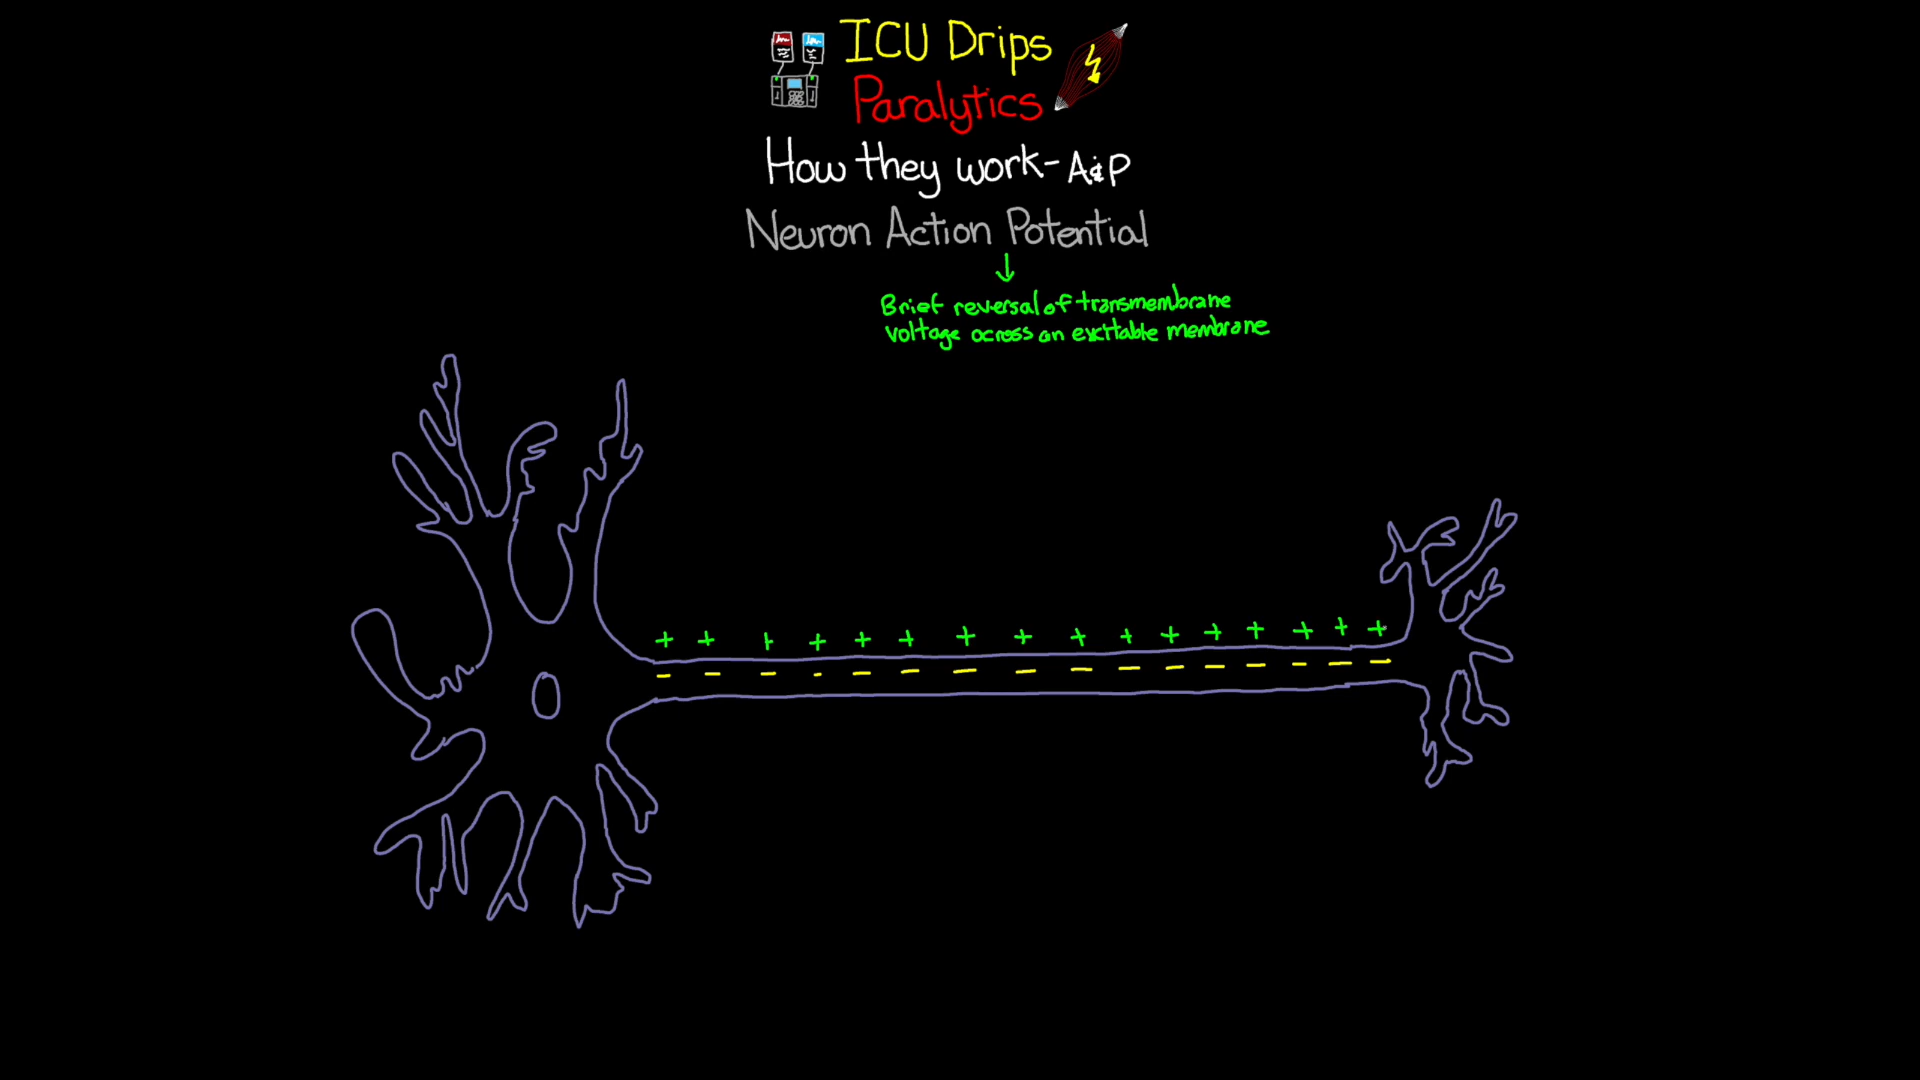 ICU Drips
Paralytics
How they work- A&P
Neuron Action Potential
Brief reversal of transmembrane
voltage across an excitable membrane
+ + + + + + + + + + + + + + + +
- - - - - - - - - - - - - - -